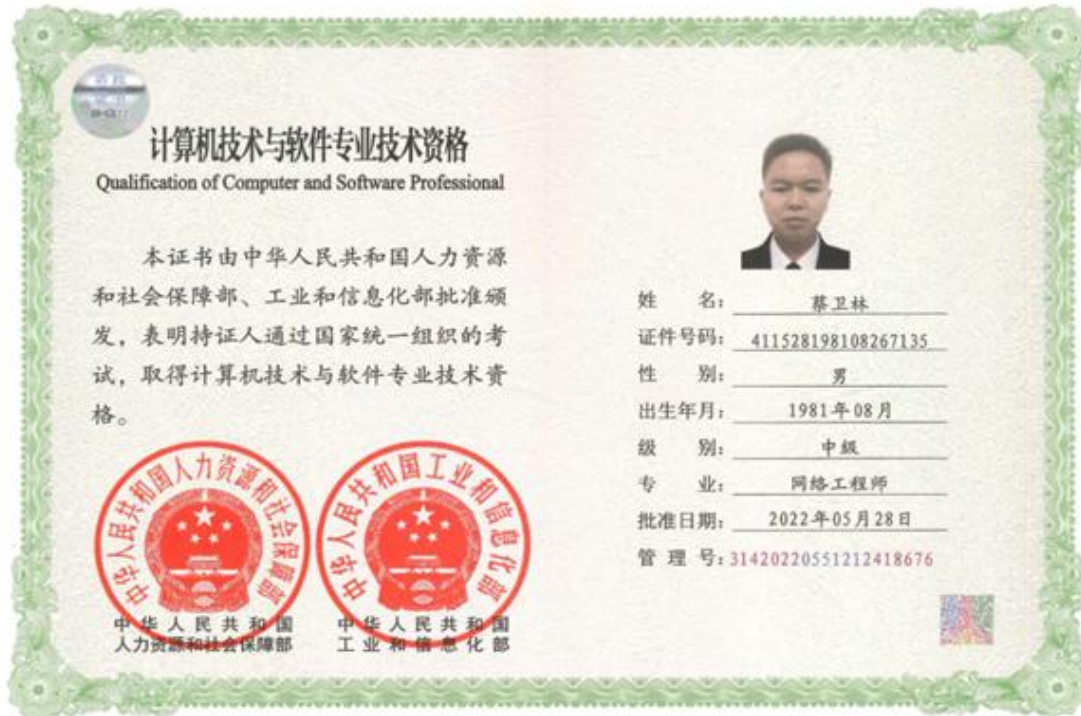 计算机技术与软件专业技术资格
Qualification of Computer and Software Professional
本证书由中华人民共和国人力资源
和社会保障部、工业和信息化部批准颁
发，表明持证人通过国家统一组织的考
试，取得计算机技术与软件专业技术资
格。
中华人民共和国人力资源和社会保障部
中华人民共和国工业和信息化部
中华人民共和国
人力资源和社会保障部
中华人民共和国
工业和信息化部
姓 名：蔡卫林
证件号码：411528198108267135
性 别：男
出生年月：1981年08月
级 别：中级
专 业：网络工程师
批准日期：2022年05月28日
管 理 号：31420220551212418676